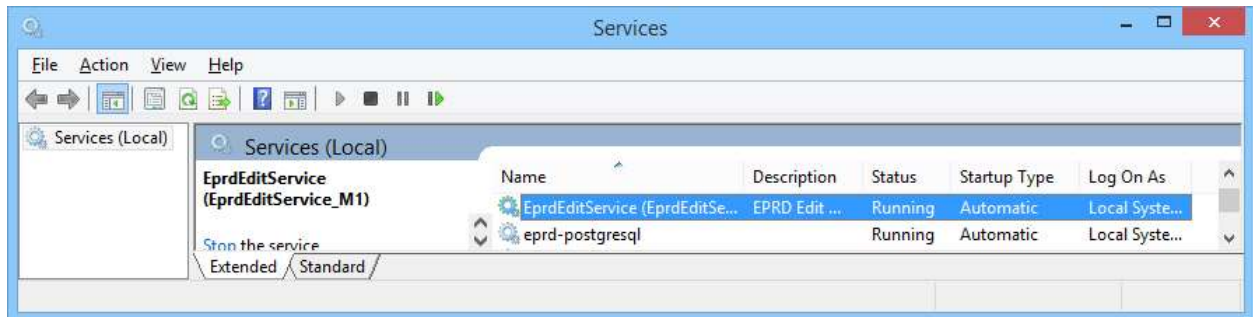 Services
File Action View Help
Services (Local)
Services (Local)
EprdEditService
(EprdEditService_M1)
Stop the service
Name Description Status Startup Type Log On As
EprdEditService (EprdEditSe... EPRD Edit ... Running Automatic Local Syste...
eprd-postgresql Running Automatic Local Syste...
Extended Standard